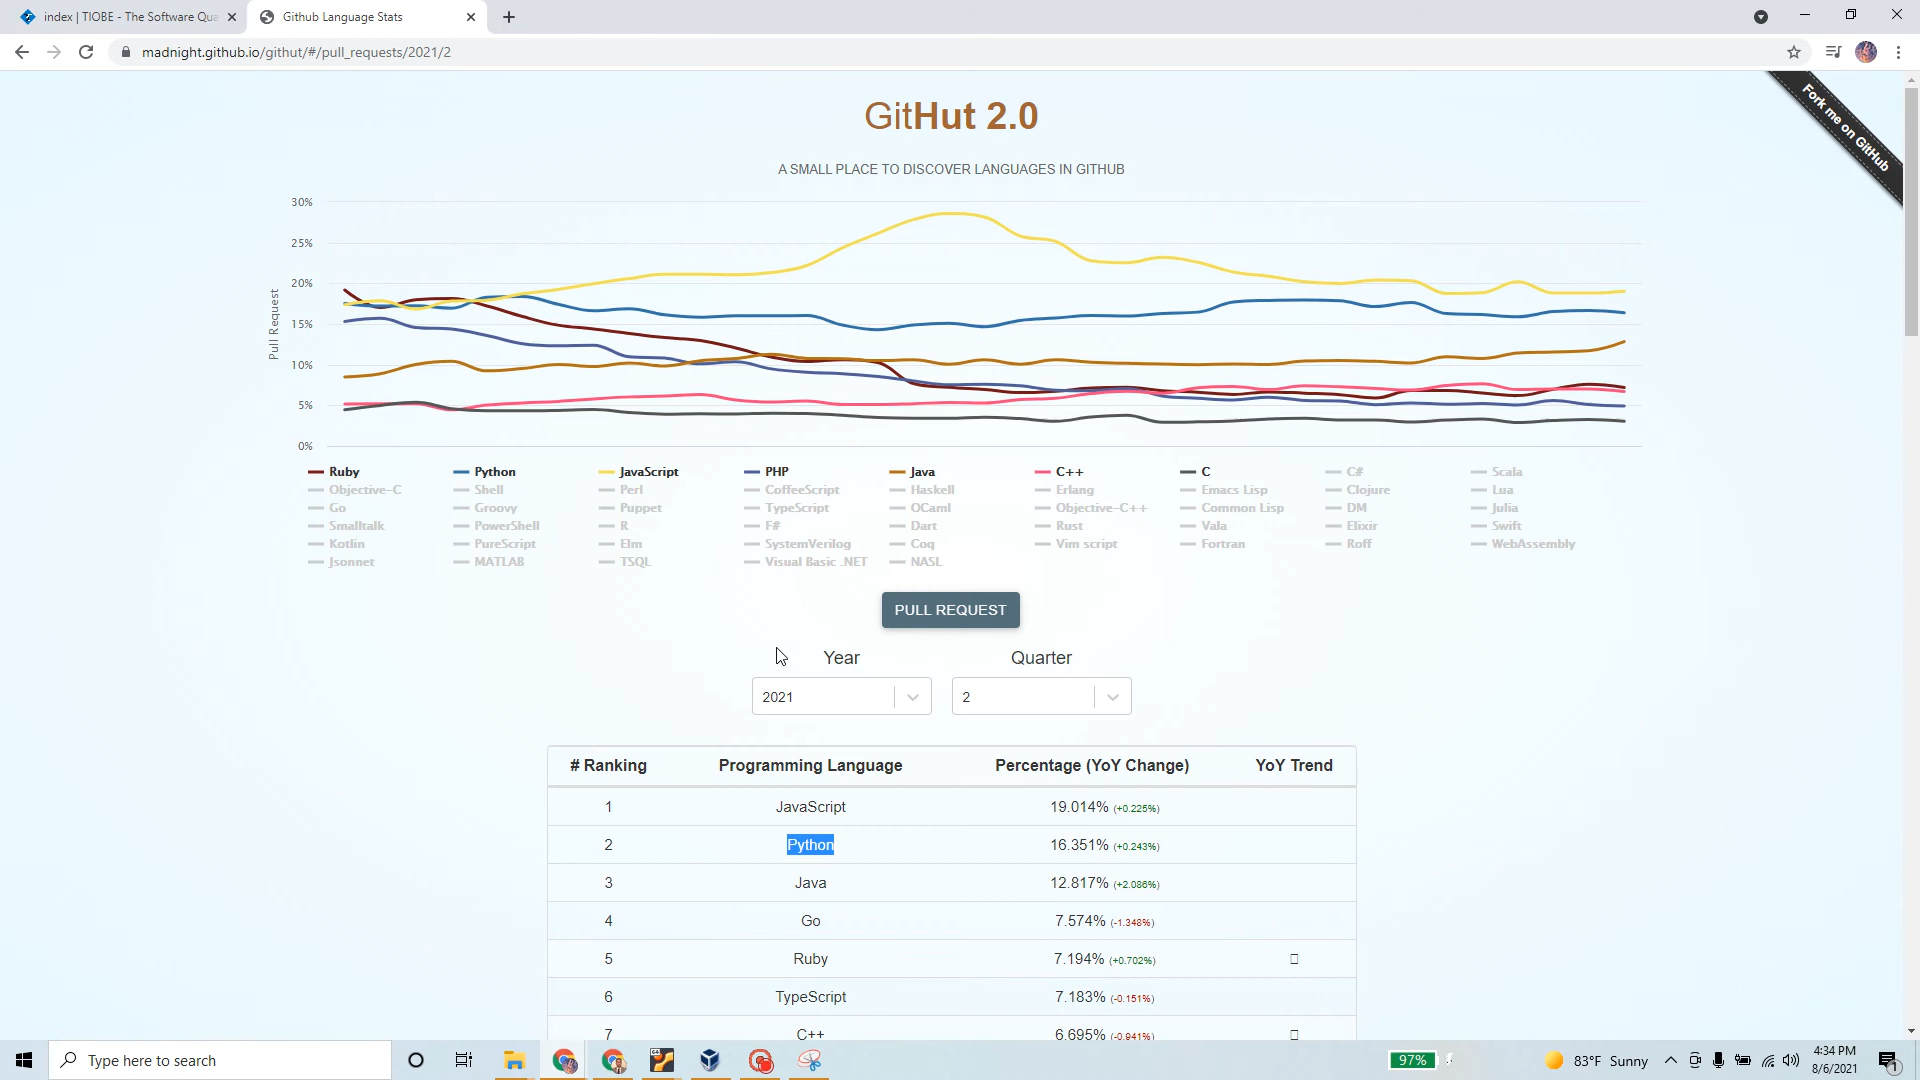 index | TIOBE - The Software Qua
Github Language Stats
madnight.github.io/githut/#/pull_requests/2021/2
Fork me on GitHub
GitHut 2.0
A SMALL PLACE TO DISCOVER LANGUAGES IN GITHUB
30%
25%
20%
15%
10%
5%
0%
Pull Request
Ruby Python JavaScript PHP Java C++ C C# Scala
Objective-C Shell Perl CoffeeScript Haskell Erlang Emacs Lisp Clojure Lua
Go Groovy Puppet TypeScript OCaml Objective-C++ Common Lisp DM Julia
Smalltalk PowerShell R F# Dart Rust Vala Elixir Swift
Kotlin PureScript Elm SystemVerilog Coq Vim script Fortran Roff WebAssembly
Jsonnet MATLAB TSQL Visual Basic .NET NASL
PULL REQUEST
Year Quarter
2021 2
# Ranking Programming Language Percentage (YoY Change) YoY Trend
1 JavaScript 19.014% (+0.225%)
2 Python 16.351% (+0.243%)
3 Java 12.817% (+2.086%)
4 Go 7.574% (-1.348%)
5 Ruby 7.194% (+0.702%)
6 TypeScript 7.183% (-0.151%)
7 C++ 6.695% (-0.941%)
Type here to search
97%
83°F Sunny
4:34 PM
8/6/2021
1